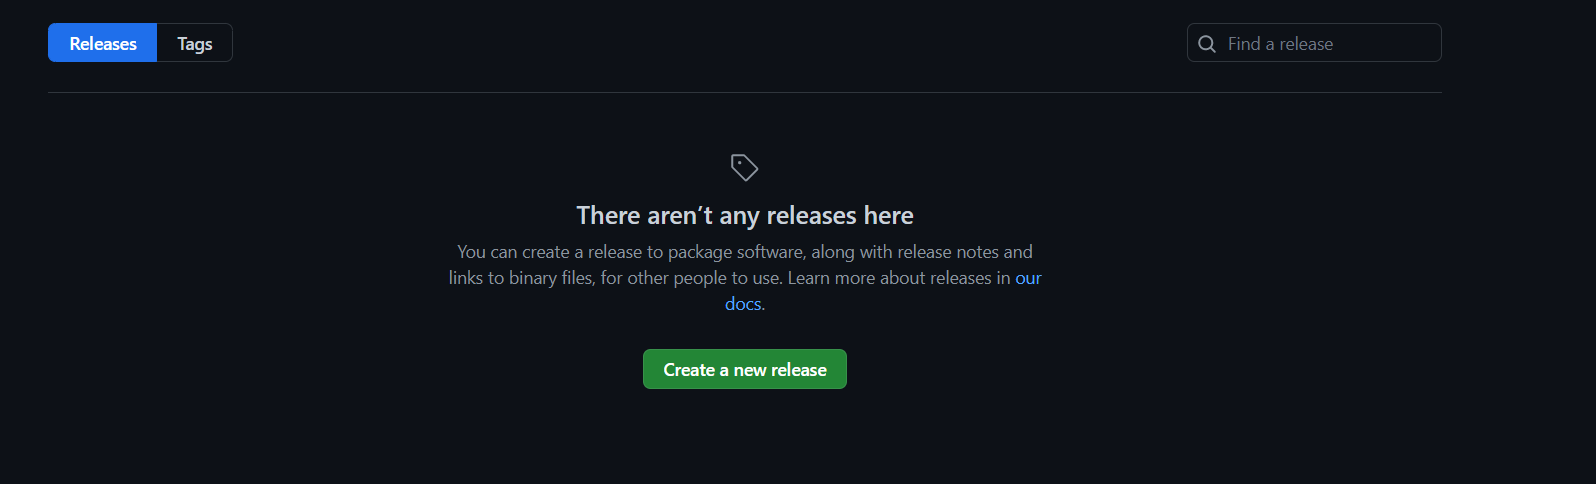 Releases
Tags
Find a release
There aren’t any releases here
You can create a release to package software, along with release notes and
links to binary files, for other people to use. Learn more about releases in our
docs.
Create a new release